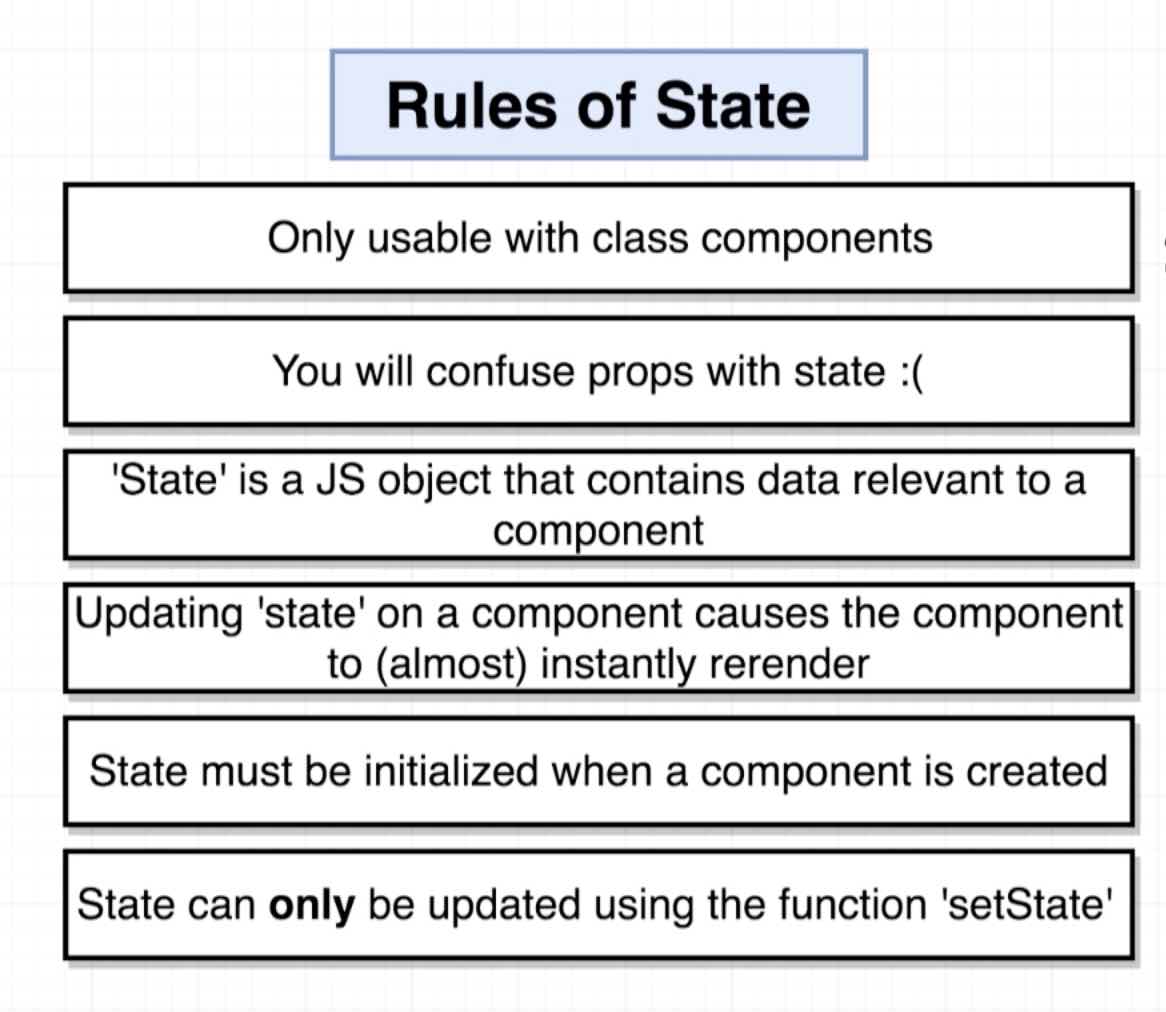 Rules of State
Only usable with class components
You will confuse props with state :(
'State' is a JS object that contains data relevant to a
component
Updating 'state' on a component causes the component
to (almost) instantly rerender
State must be initialized when a component is created
State can only be updated using the function 'setState'